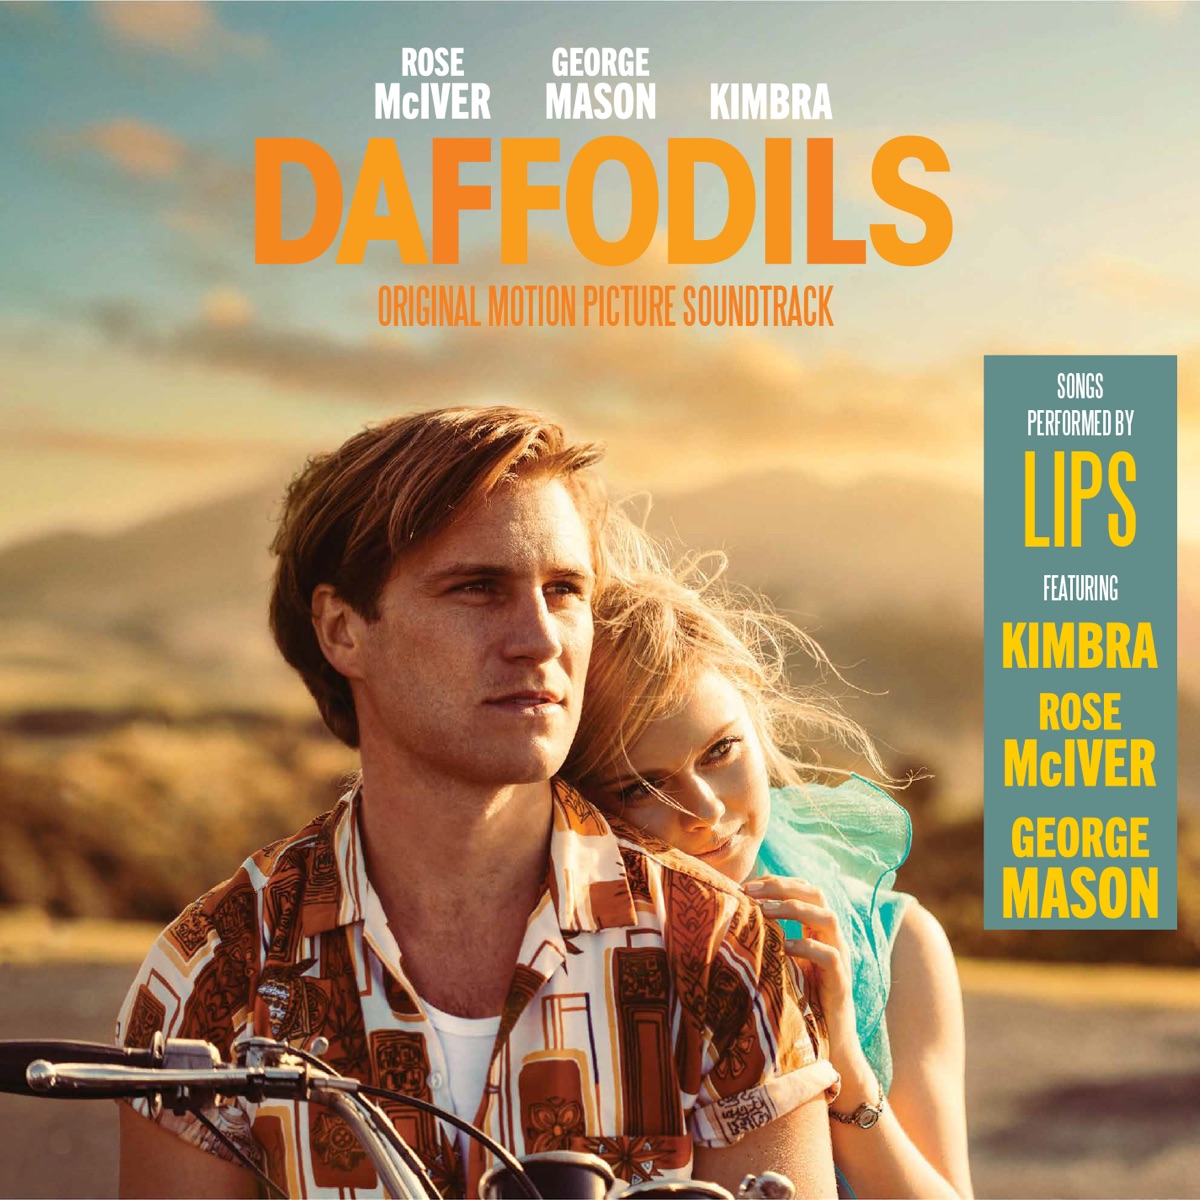 ROSE McIVER
GEORGE MASON
KIMBRA
DAFFODILS
ORIGINAL MOTION PICTURE SOUNDTRACK
SONGS
PERFORMED BY
LIPS
FEATURING
KIMBRA
ROSE
McIVER
GEORGE
MASON